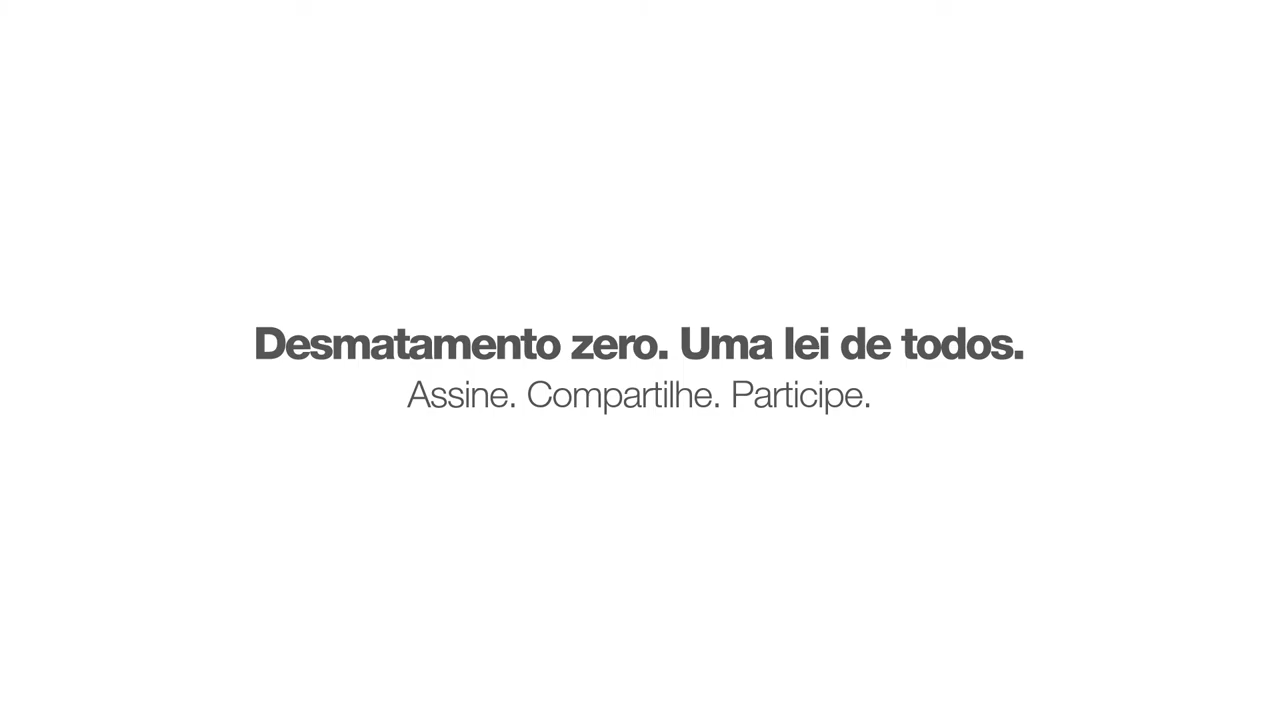 Desmatamento zero. Uma lei de todos.
Assine. Compartilhe. Participe.